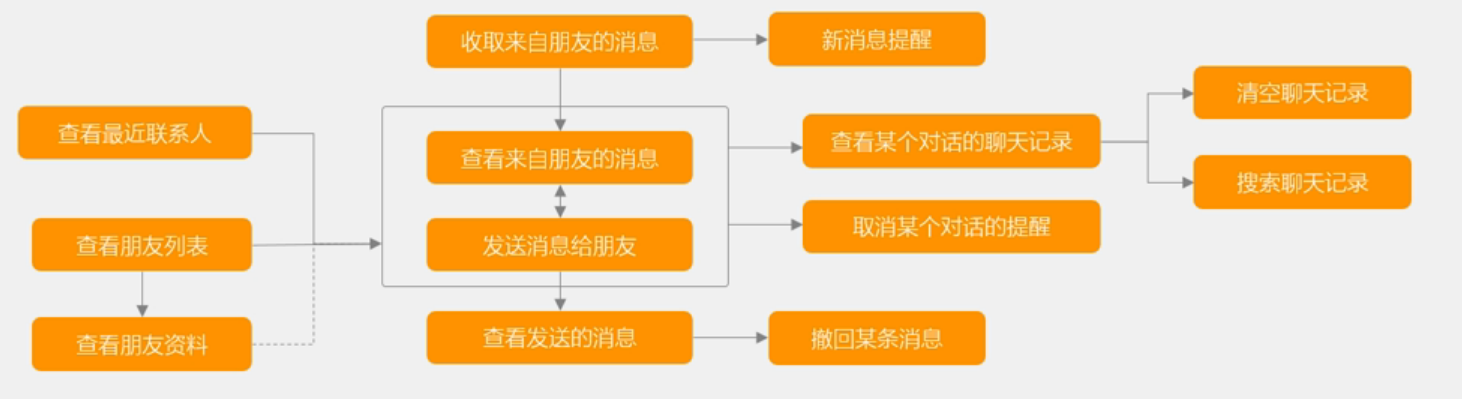 收取来自朋友的消息
新消息提醒
清空聊天记录
查看最近联系人
查看某个对话的聊天记录
查看来自朋友的消息
搜索聊天记录
取消某个对话的提醒
查看朋友列表
发送消息给朋友
查看发送的消息
撤回某条消息
查看朋友资料